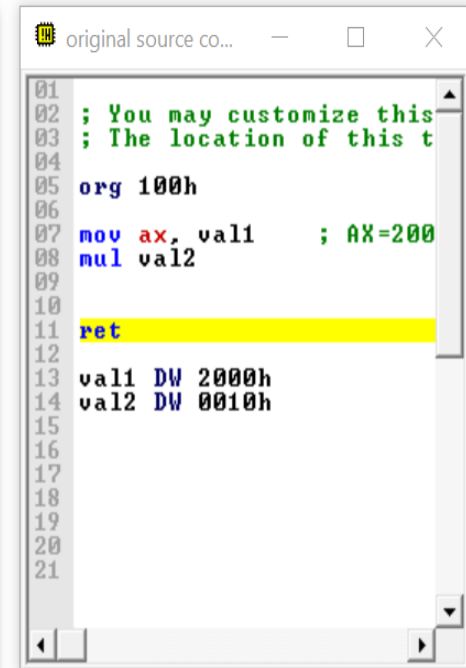 original source co...
01
02 ; You may customize this
03 ; The location of this t
04
05 org 100h
06
07 mov ax, val1 ; AX=200
08 mul val2
09
10
11 ret
12
13 val1 DW 2000h
14 val2 DW 0010h
15
16
17
18
19
20
21